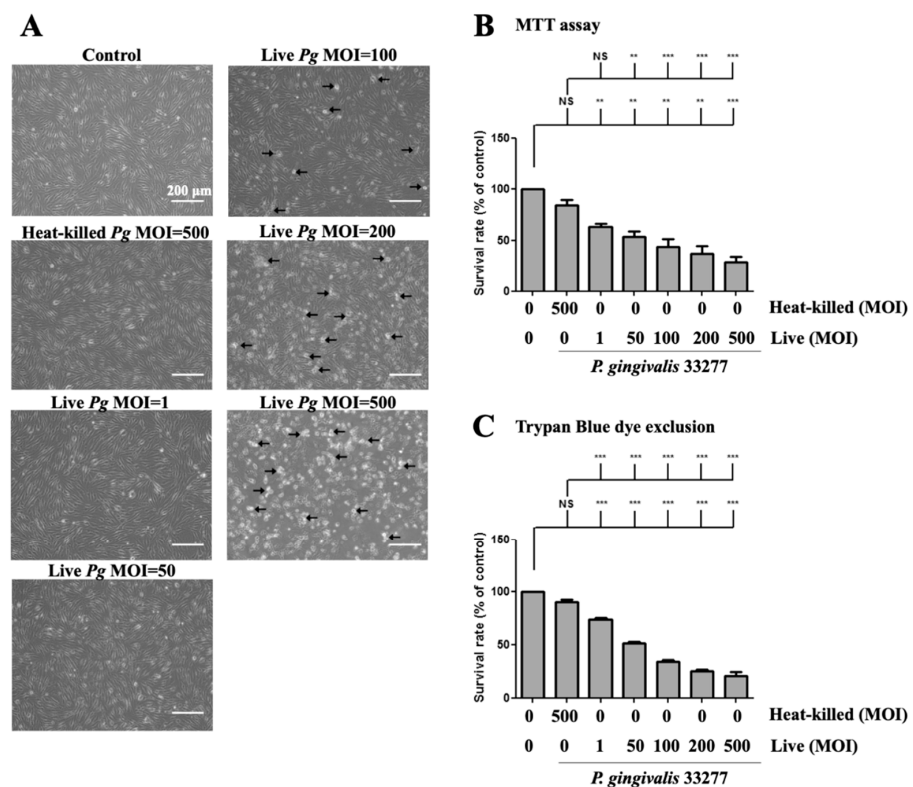 A
Control
Live Pg MOI=100
200 μm
Heat-killed Pg MOI=500
Live Pg MOI=200
Live Pg MOI=1
Live Pg MOI=500
Live Pg MOI=50
B MTT assay
NS ** *** *** ***
NS ** ** ** ** ***
Survival rate (% of control)
150
100
50
0
0 500 0 0 0 0 0 Heat-killed (MOI)
0 0 1 50 100 200 500 Live (MOI)
P. gingivalis 33277
C Trypan Blue dye exclusion
*** *** *** *** ***
NS *** *** *** *** ***
Survival rate (% of control)
150
100
50
0
0 500 0 0 0 0 0 Heat-killed (MOI)
0 0 1 50 100 200 500 Live (MOI)
P. gingivalis 33277